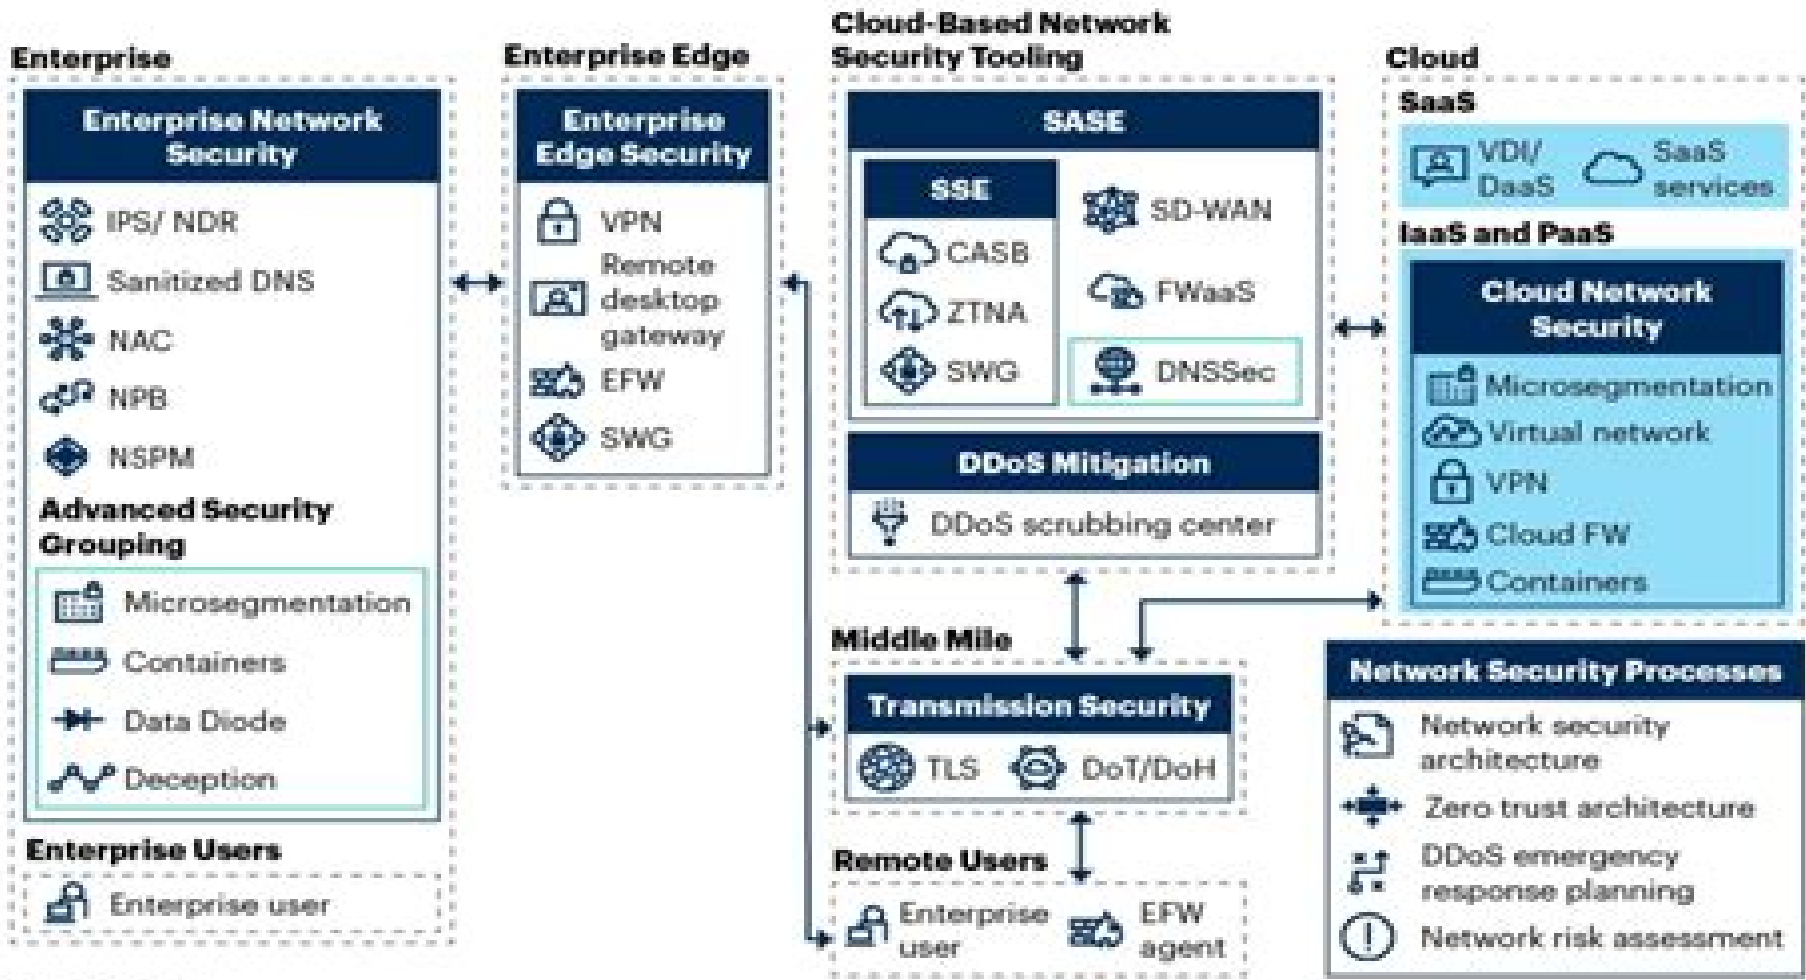 Enterprise
Enterprise Network
Security
IPS/ NDR
Sanitized DNS
NAC
NPB
NSPM
Advanced Security
Grouping
Microsegmentation
Containers
Data Diode
Deception
Enterprise Users
Enterprise user
Enterprise Edge
Enterprise
Edge Security
VPN
Remote
desktop
gateway
EFW
SWG
Cloud-Based Network
Security Tooling
SASE
SSE
CASB
ZTNA
SWG
SD-WAN
FWaaS
DNSSec
DDoS Mitigation
DDoS scrubbing center
Middle Mile
Transmission Security
TLS
DoT/DoH
Remote Users
Enterprise
user
EFW
agent
Cloud
SaaS
VDI/
DaaS
SaaS
services
IaaS and PaaS
Cloud Network
Security
Microsegmentation
Virtual network
VPN
Cloud FW
Containers
Network Security Processes
Network security
architecture
Zero trust architecture
DDoS emergency
response planning
Network risk assessment